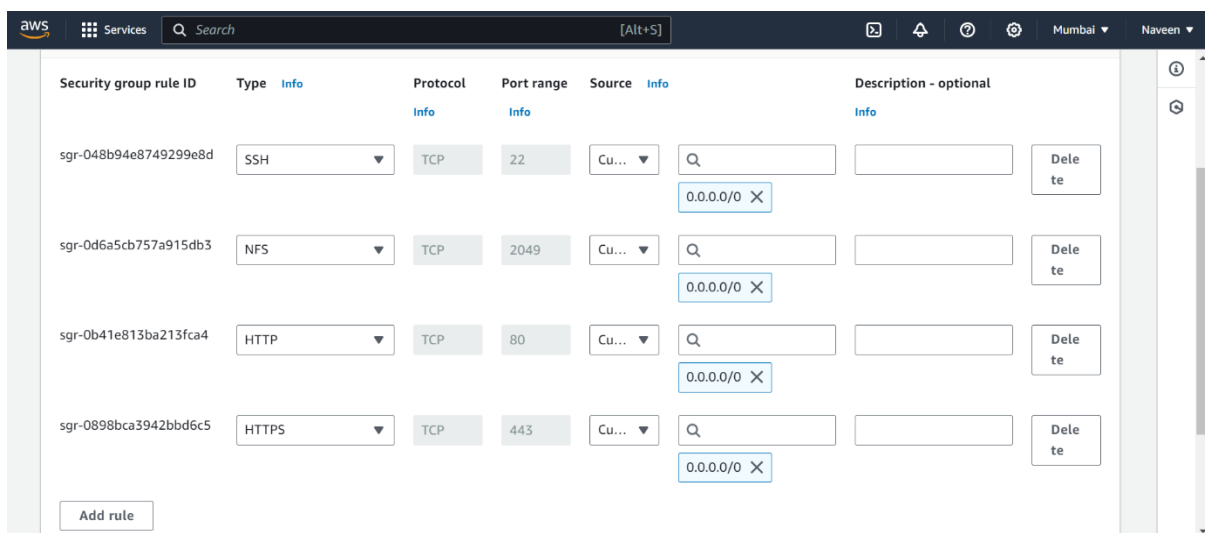 aws Services Search [Alt+S] Mumbai Naveen
Security group rule ID Type Info Protocol Port range Source Info Description - optional
Info Info Info
sgr-048b94e8749299e8d SSH TCP 22 Cu... Dele
te
0.0.0.0/0
sgr-0d6a5cb757a915db3 NFS TCP 2049 Cu... Dele
te
0.0.0.0/0
sgr-0b41e813ba213fca4 HTTP TCP 80 Cu... Dele
te
0.0.0.0/0
sgr-0898bca3942bbd6c5 HTTPS TCP 443 Cu... Dele
te
0.0.0.0/0
Add rule